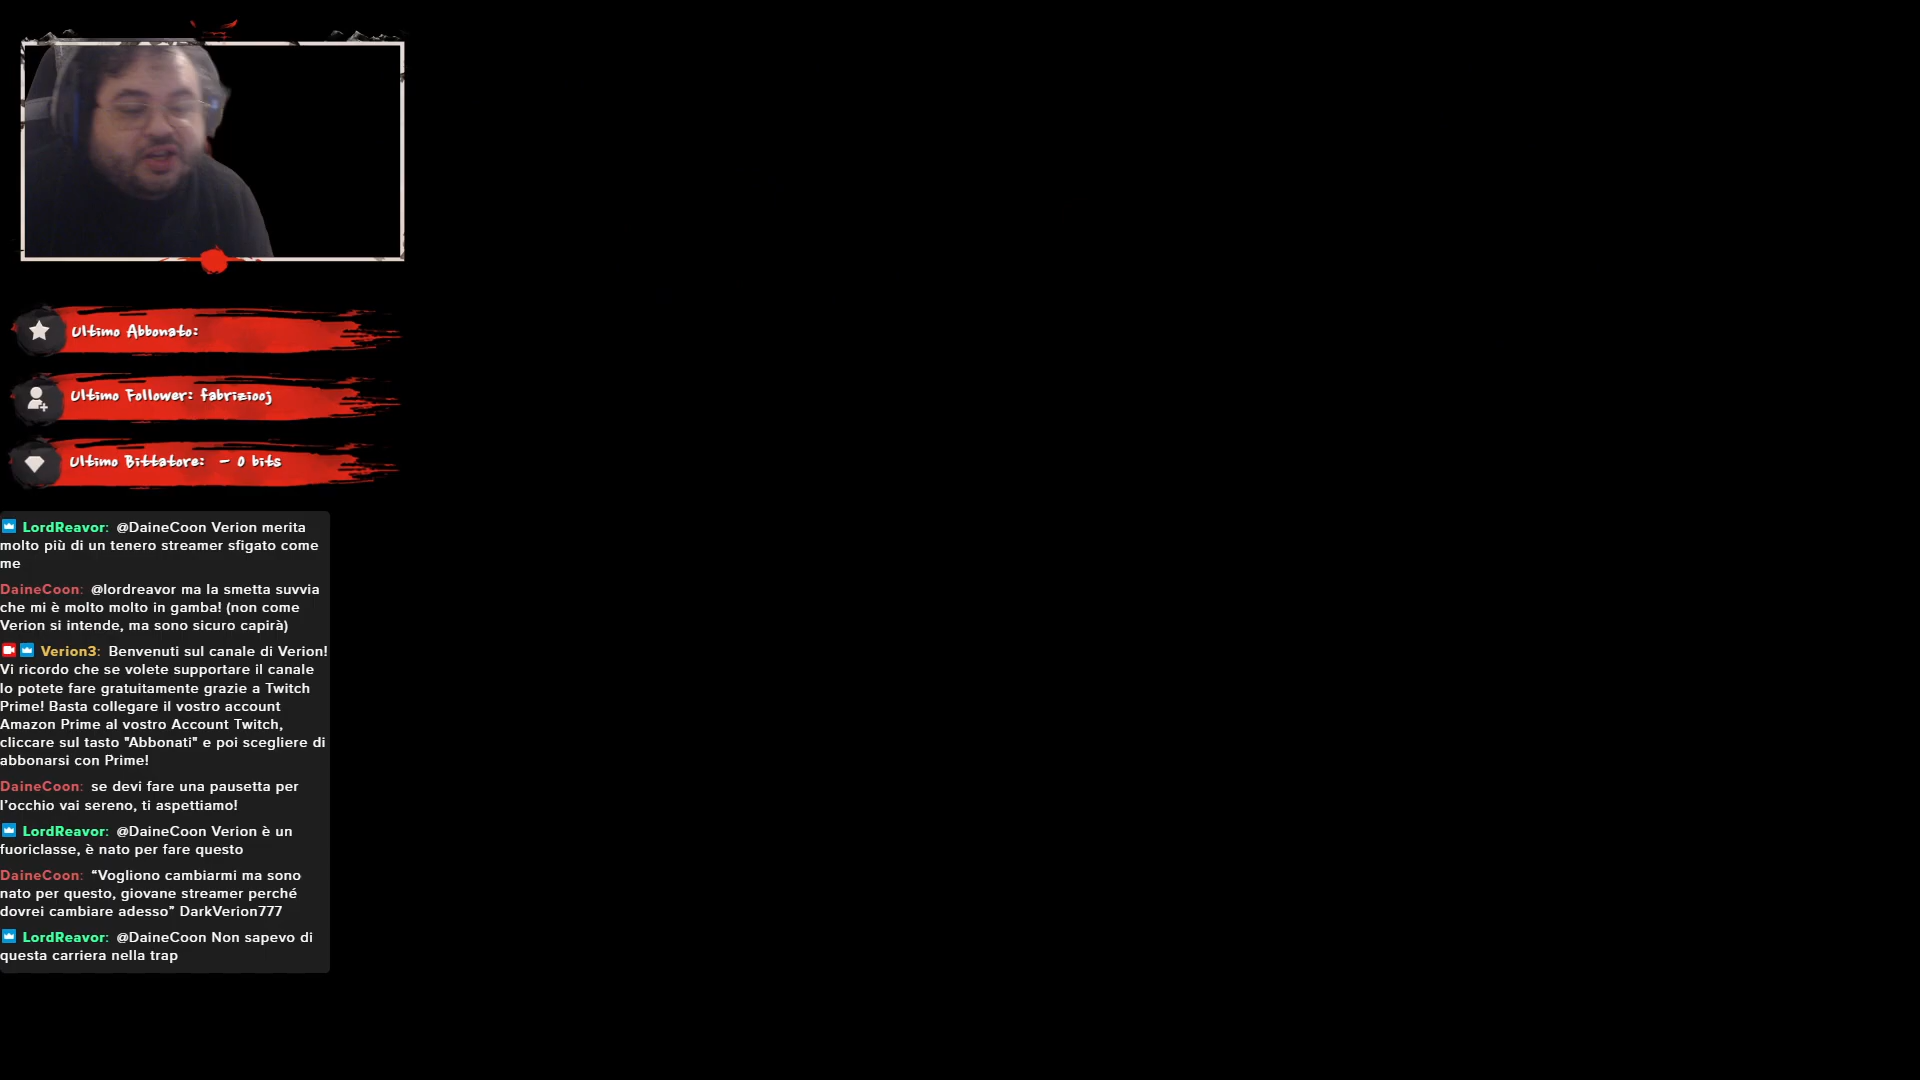 Ultimo Abbonato:
Ultimo Follower: fabriziooj
Ultimo Bittatore: - 0 bits
LordReavor: @DaineCoon Verion merita
molto più di un tenero streamer sfigato come
me
DaineCoon: @lordreavor ma la smetta suvvia
che mi è molto molto in gamba! (non come
Verion si intende, ma sono sicuro capirà)
Verion3: Benvenuti sul canale di Verion!
Vi ricordo che se volete supportare il canale
lo potete fare gratuitamente grazie a Twitch
Prime! Basta collegare il vostro account
Amazon Prime al vostro Account Twitch,
cliccare sul tasto "Abbonati" e poi scegliere di
abbonarsi con Prime!
DaineCoon: se devi fare una pausetta per
l’occhio vai sereno, ti aspettiamo!
LordReavor: @DaineCoon Verion è un
fuoriclasse, è nato per fare questo
DaineCoon: “Vogliono cambiarmi ma sono
nato per questo, giovane streamer perché
dovrei cambiare adesso” DarkVerion777
LordReavor: @DaineCoon Non sapevo di
questa carriera nella trap